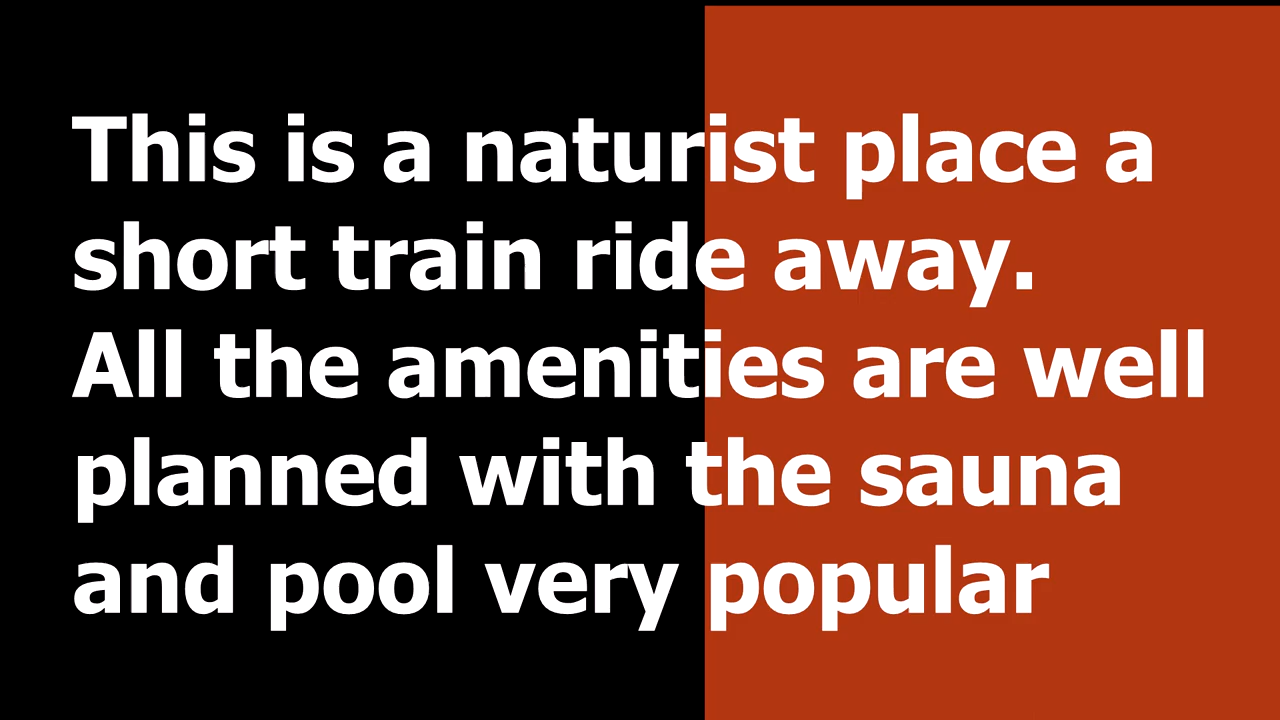 This is a naturist place a
short train ride away.
All the amenities are well
planned with the sauna
and pool very popular